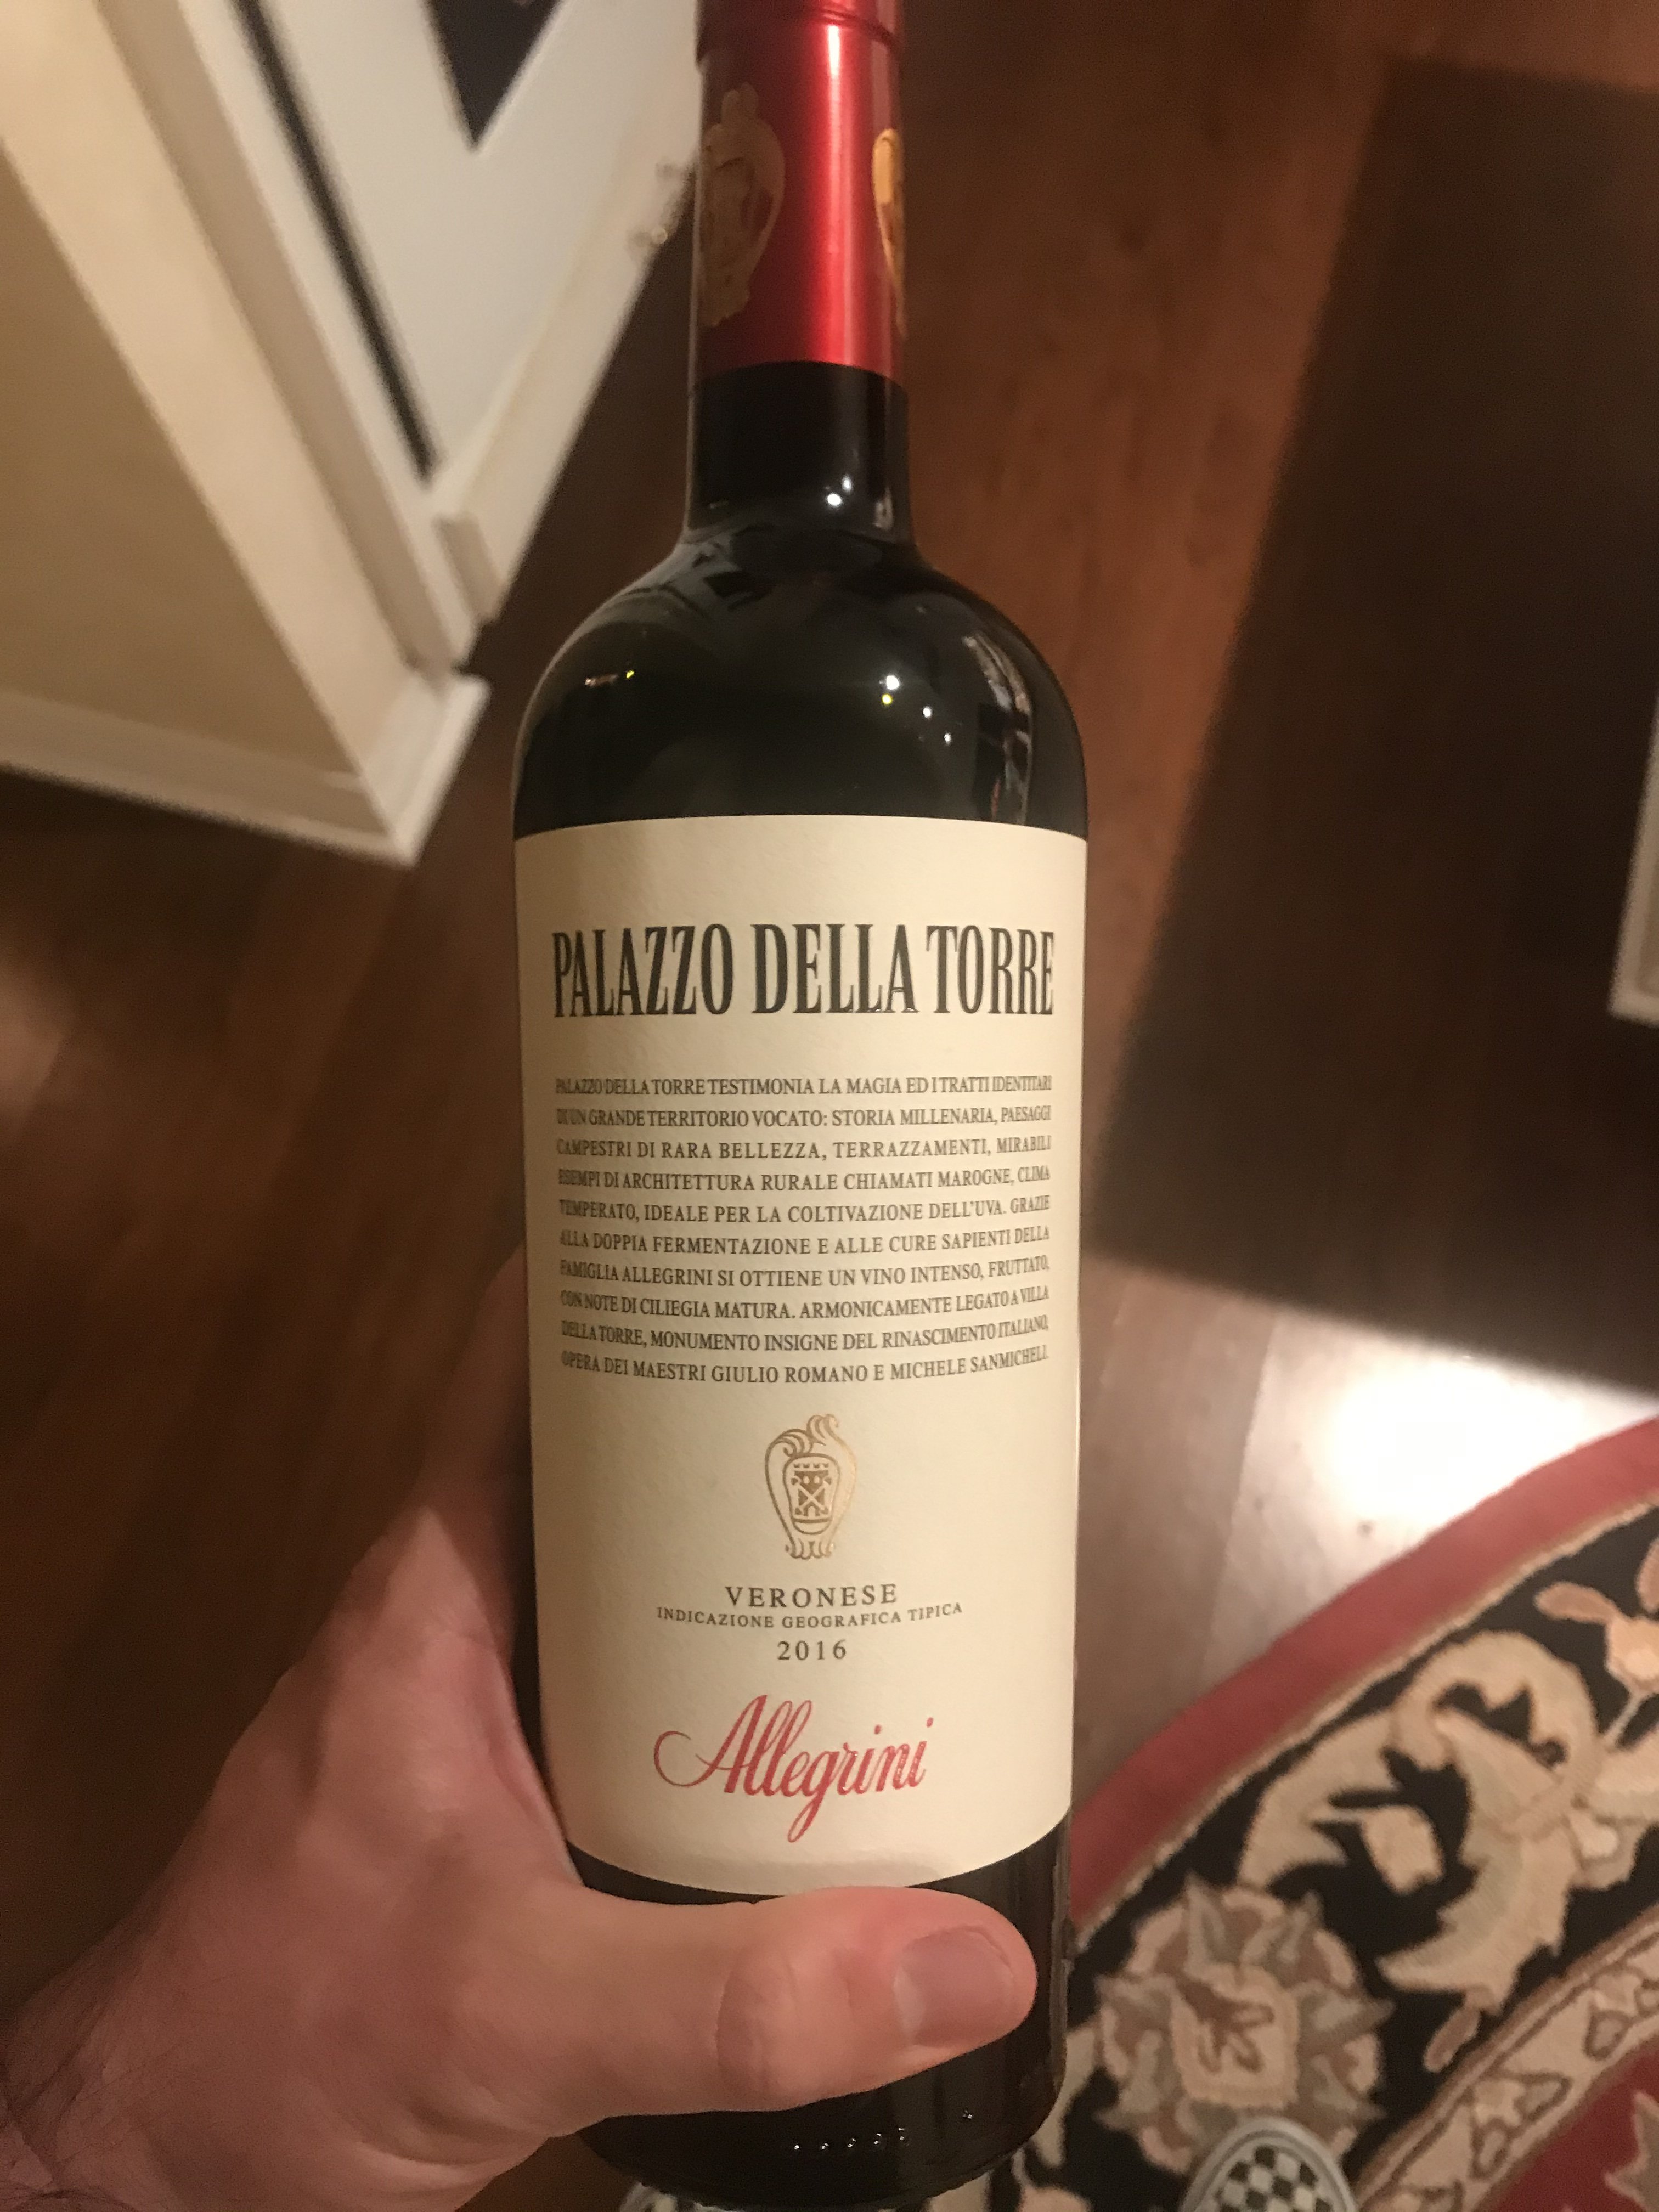 PALAZZO DELLA TORRE
PALAZZO DELLA TORRE TESTIMONIA LA MAGIA ED I TRATTI IDENTITARI
DI UN GRANDE TERRITORIO VOCATO: STORIA MILLENARIA, PAESAGGI
CAMPESTRI DI RARA BELLEZZA, TERRAZZAMENTI, MIRABILI
ESEMPI DI ARCHITETTURA RURALE CHIAMATI MAROGNE, CLIMA
TEMPERATO, IDEALE PER LA COLTIVAZIONE DELL'UVA. GRAZIE
ALLA DOPPIA FERMENTAZIONE E ALLE CURE SAPIENTI DELLA
FAMIGLIA ALLEGRINI SI OTTIENE UN VINO INTENSO, FRUTTATO,
CON NOTE DI CILIEGIA MATURA. ARMONICAMENTE LEGATO A VILLA
DELLA TORRE, MONUMENTO INSIGNE DEL RINASCIMENTO ITALIANO,
OPERA DEI MAESTRI GIULIO ROMANO E MICHELE SANMICHELI.
VERONESE
INDICAZIONE GEOGRAFICA TIPICA
2016
Allegrini